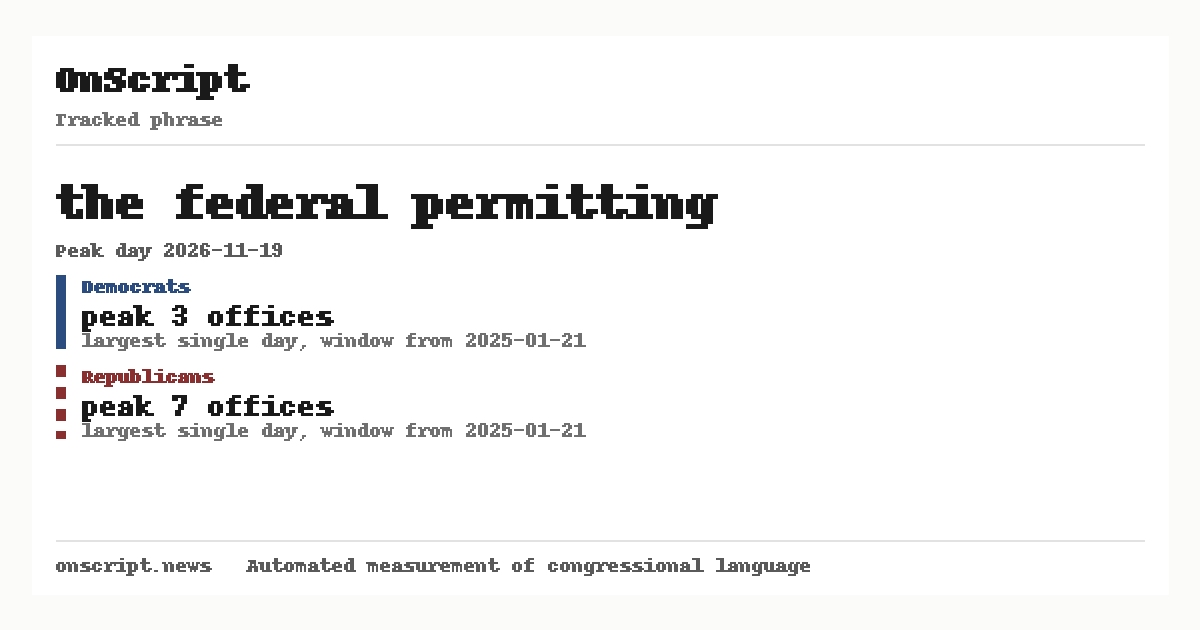 OnScript
Tracked phrase
the federal permitting
Peak day 2026-11-19
Democrats
peak 3 offices
largest single day, window from 2025-01-21
Republicans
peak 7 offices
largest single day, window from 2025-01-21
onscript.news Automated measurement of congressional language